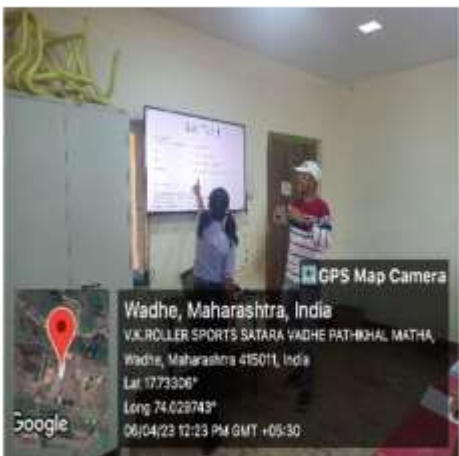 GPS Map Camera
Wadhe, Maharashtra, India
V.K.ROLLER SPORTS SATARA VADHE PATHKHAL MATHA,
Wadhe, Maharashtra 415011, India
Lat 17.73306°
Long 74.029743°
06/04/23 12:23 PM GMT +05:30
Google